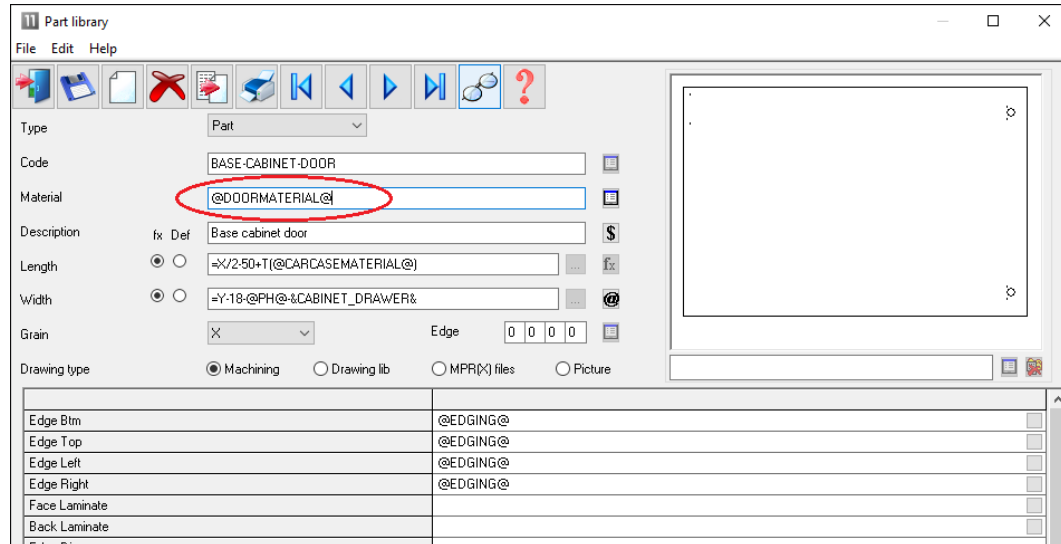 11 Part library
File Edit Help
Type Part
Code BASE-CABINET-DOOR
Material @DOORMATERIAL@
Description fx Def Base cabinet door $
Length =X/2-50+T(@CARCASEMATERIAL@) ... fx
Width =Y-18-@PH@-&CABINET_DRAWER& ... @
Grain X Edge 0 0 0 0
Drawing type Machining Drawing lib MPR(X) files Picture
Edge Btm @EDGING@
Edge Top @EDGING@
Edge Left @EDGING@
Edge Right @EDGING@
Face Laminate
Back Laminate